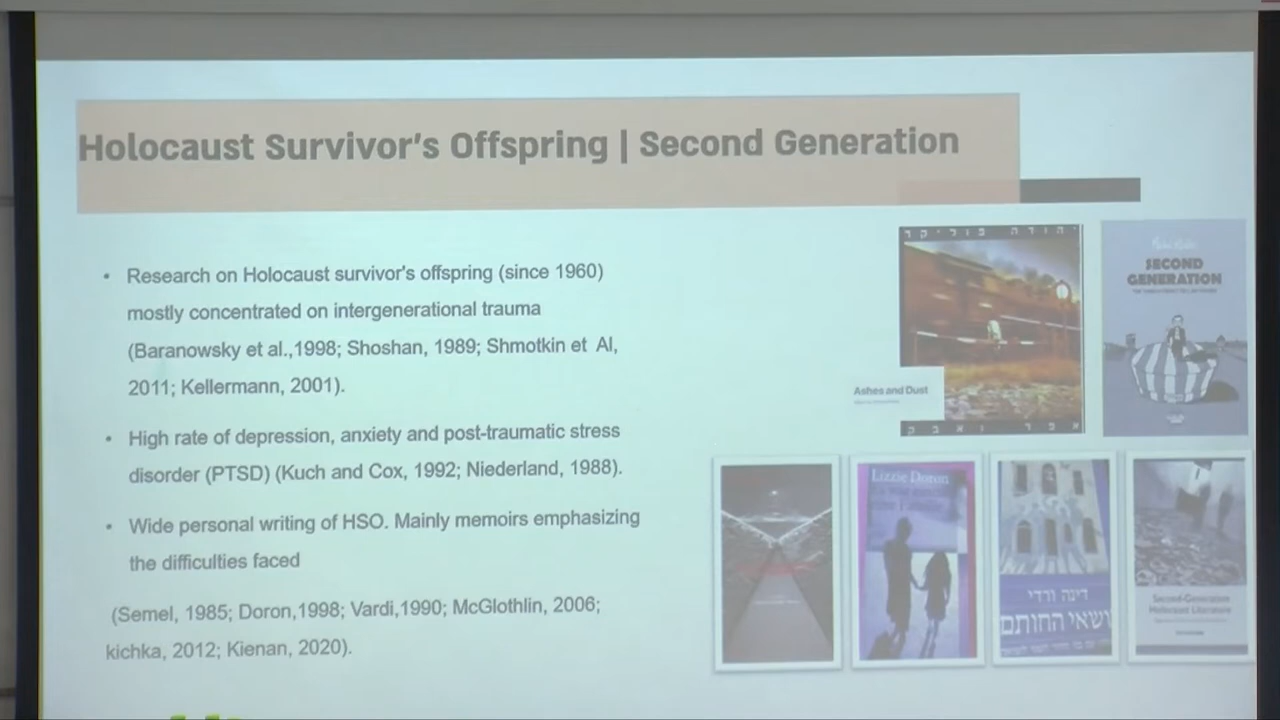 Holocaust Survivor's Offspring | Second Generation
• Research on Holocaust survivor's offspring (since 1960)
mostly concentrated on intergenerational trauma
(Baranowsky et al.,1998; Shoshan, 1989; Shmotkin et Al,
2011; Kellermann, 2001).
• High rate of depression, anxiety and post-traumatic stress
disorder (PTSD) (Kuch and Cox, 1992; Niederland, 1988).
• Wide personal writing of HSO. Mainly memoirs emphasizing
the difficulties faced
(Semel, 1985; Doron,1998; Vardi,1990; McGlothlin, 2006;
kichka, 2012; Kienan, 2020).
יהודה פוליקר
Ashes and Dust
אפר ואבק
SECOND
GENERATION
Lizzie Doron
דינה ורדי
נושאי החותם
Second-Generation
Holocaust Literature